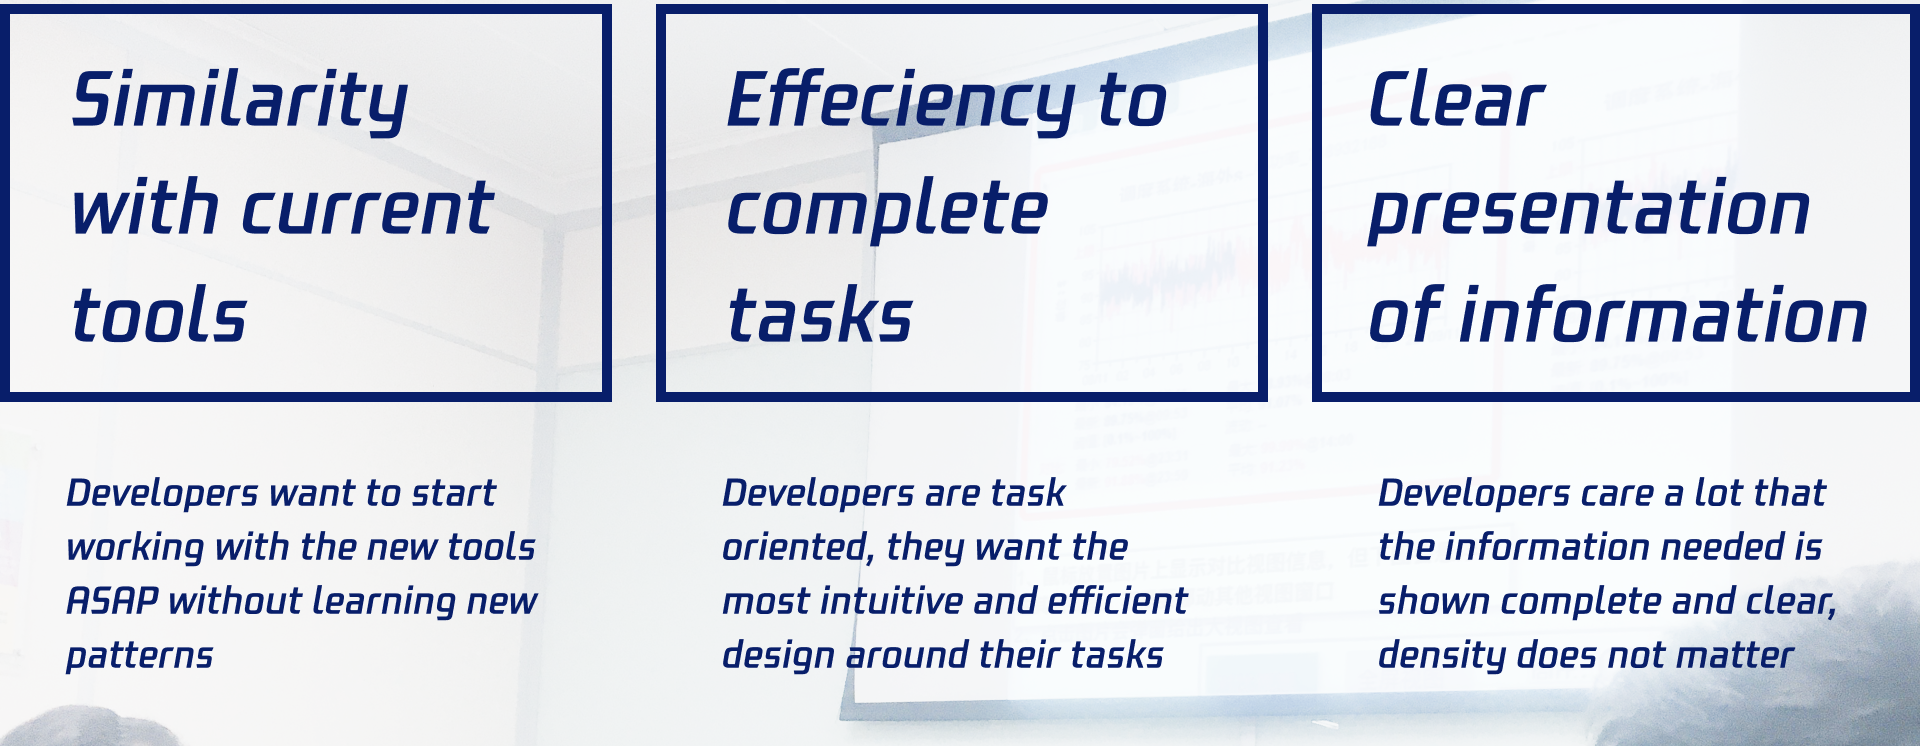 Similarity
with current
tools
Effeciency to
complete
tasks
Clear
presentation
of information
Developers want to start
working with the new tools
ASAP without learning new
patterns
Developers are task
oriented, they want the
most intuitive and efficient
design around their tasks
Developers care a lot that
the information needed is
shown complete and clear,
density does not matter